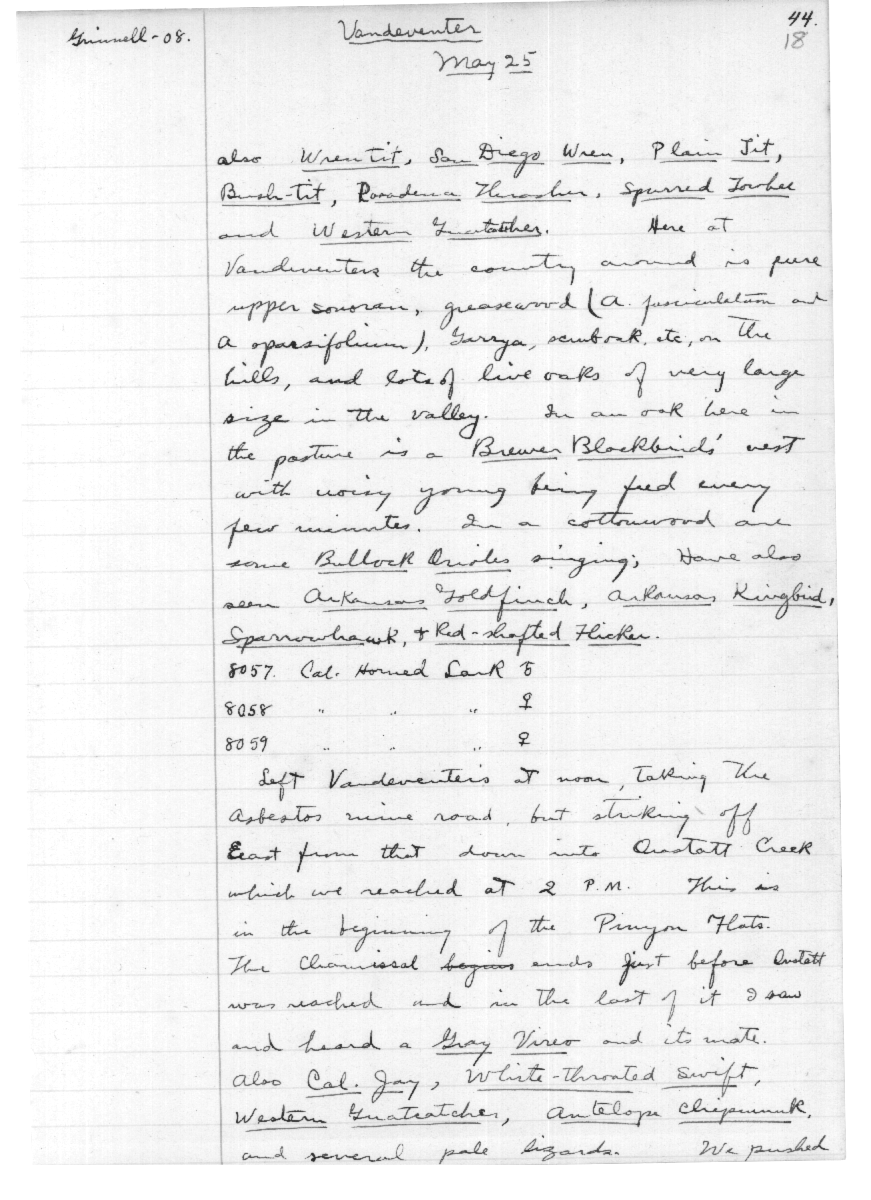 Grinnell-08.
Vandeventer
44.
18
May 25
also Wren tit, San Diego Wren, Plain Tit,
Bush-tit, Pasadena Thrasher, Spurred Towhee
and Western Gnatcatcher. Here at
Vandeventers the country around is pure
upper sonoran, greasewood (A. fasciculatum and
A sparsifolium), Garrya, scruboak, etc, on the
hills, and lots of live oaks of very large
size in the valley. In an oak here in
the pasture is a Brewer Blackbirds' nest
with noisy young being fed every
few minutes. In a cottonwood are
some Bullock Orioles singing; Have also
seen Arkansas Goldfinch, Arkansas Kingbird,
Sparrowhawk, & Red-shafted Flicker.
8057. Cal. Horned Lark ♂
8058 " " " ♀
8059 " " " ♀
Left Vandeventer's at noon, taking the
Asbestos mine road, but striking off
East from that down into Onstatt Creek
which we reached at 2 P.M. This is
in the beginning of the Pinyon Flats.
The Chamissal begins ends just before Onstatt
was reached and in the last of it I saw
and heard a Gray Vireo and its mate.
Also Cal. Jay, White-throated Swift,
Western Gnatcatcher, Antelope Chipmunk,
and several pale lizards. We pushed